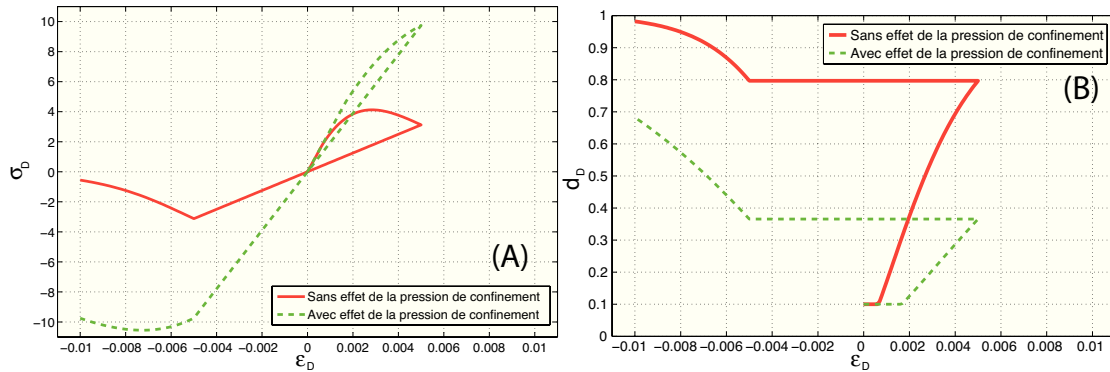 10
8
6
4
2
0
−2
−4
−6
−8
−10
σ_D
−0.01 −0.008 −0.006 −0.004 −0.002 0 0.002 0.004 0.006 0.008 0.01
ε_D
(A)
Sans effet de la pression de confinement
Avec effet de la pression de confinement
1
0.9
0.8
0.7
0.6
0.5
0.4
0.3
0.2
0.1
0
d_D
−0.01 −0.008 −0.006 −0.004 −0.002 0 0.002 0.004 0.006 0.008 0.01
ε_D
Sans effet de la pression de confinement
Avec effet de la pression de confinement
(B)